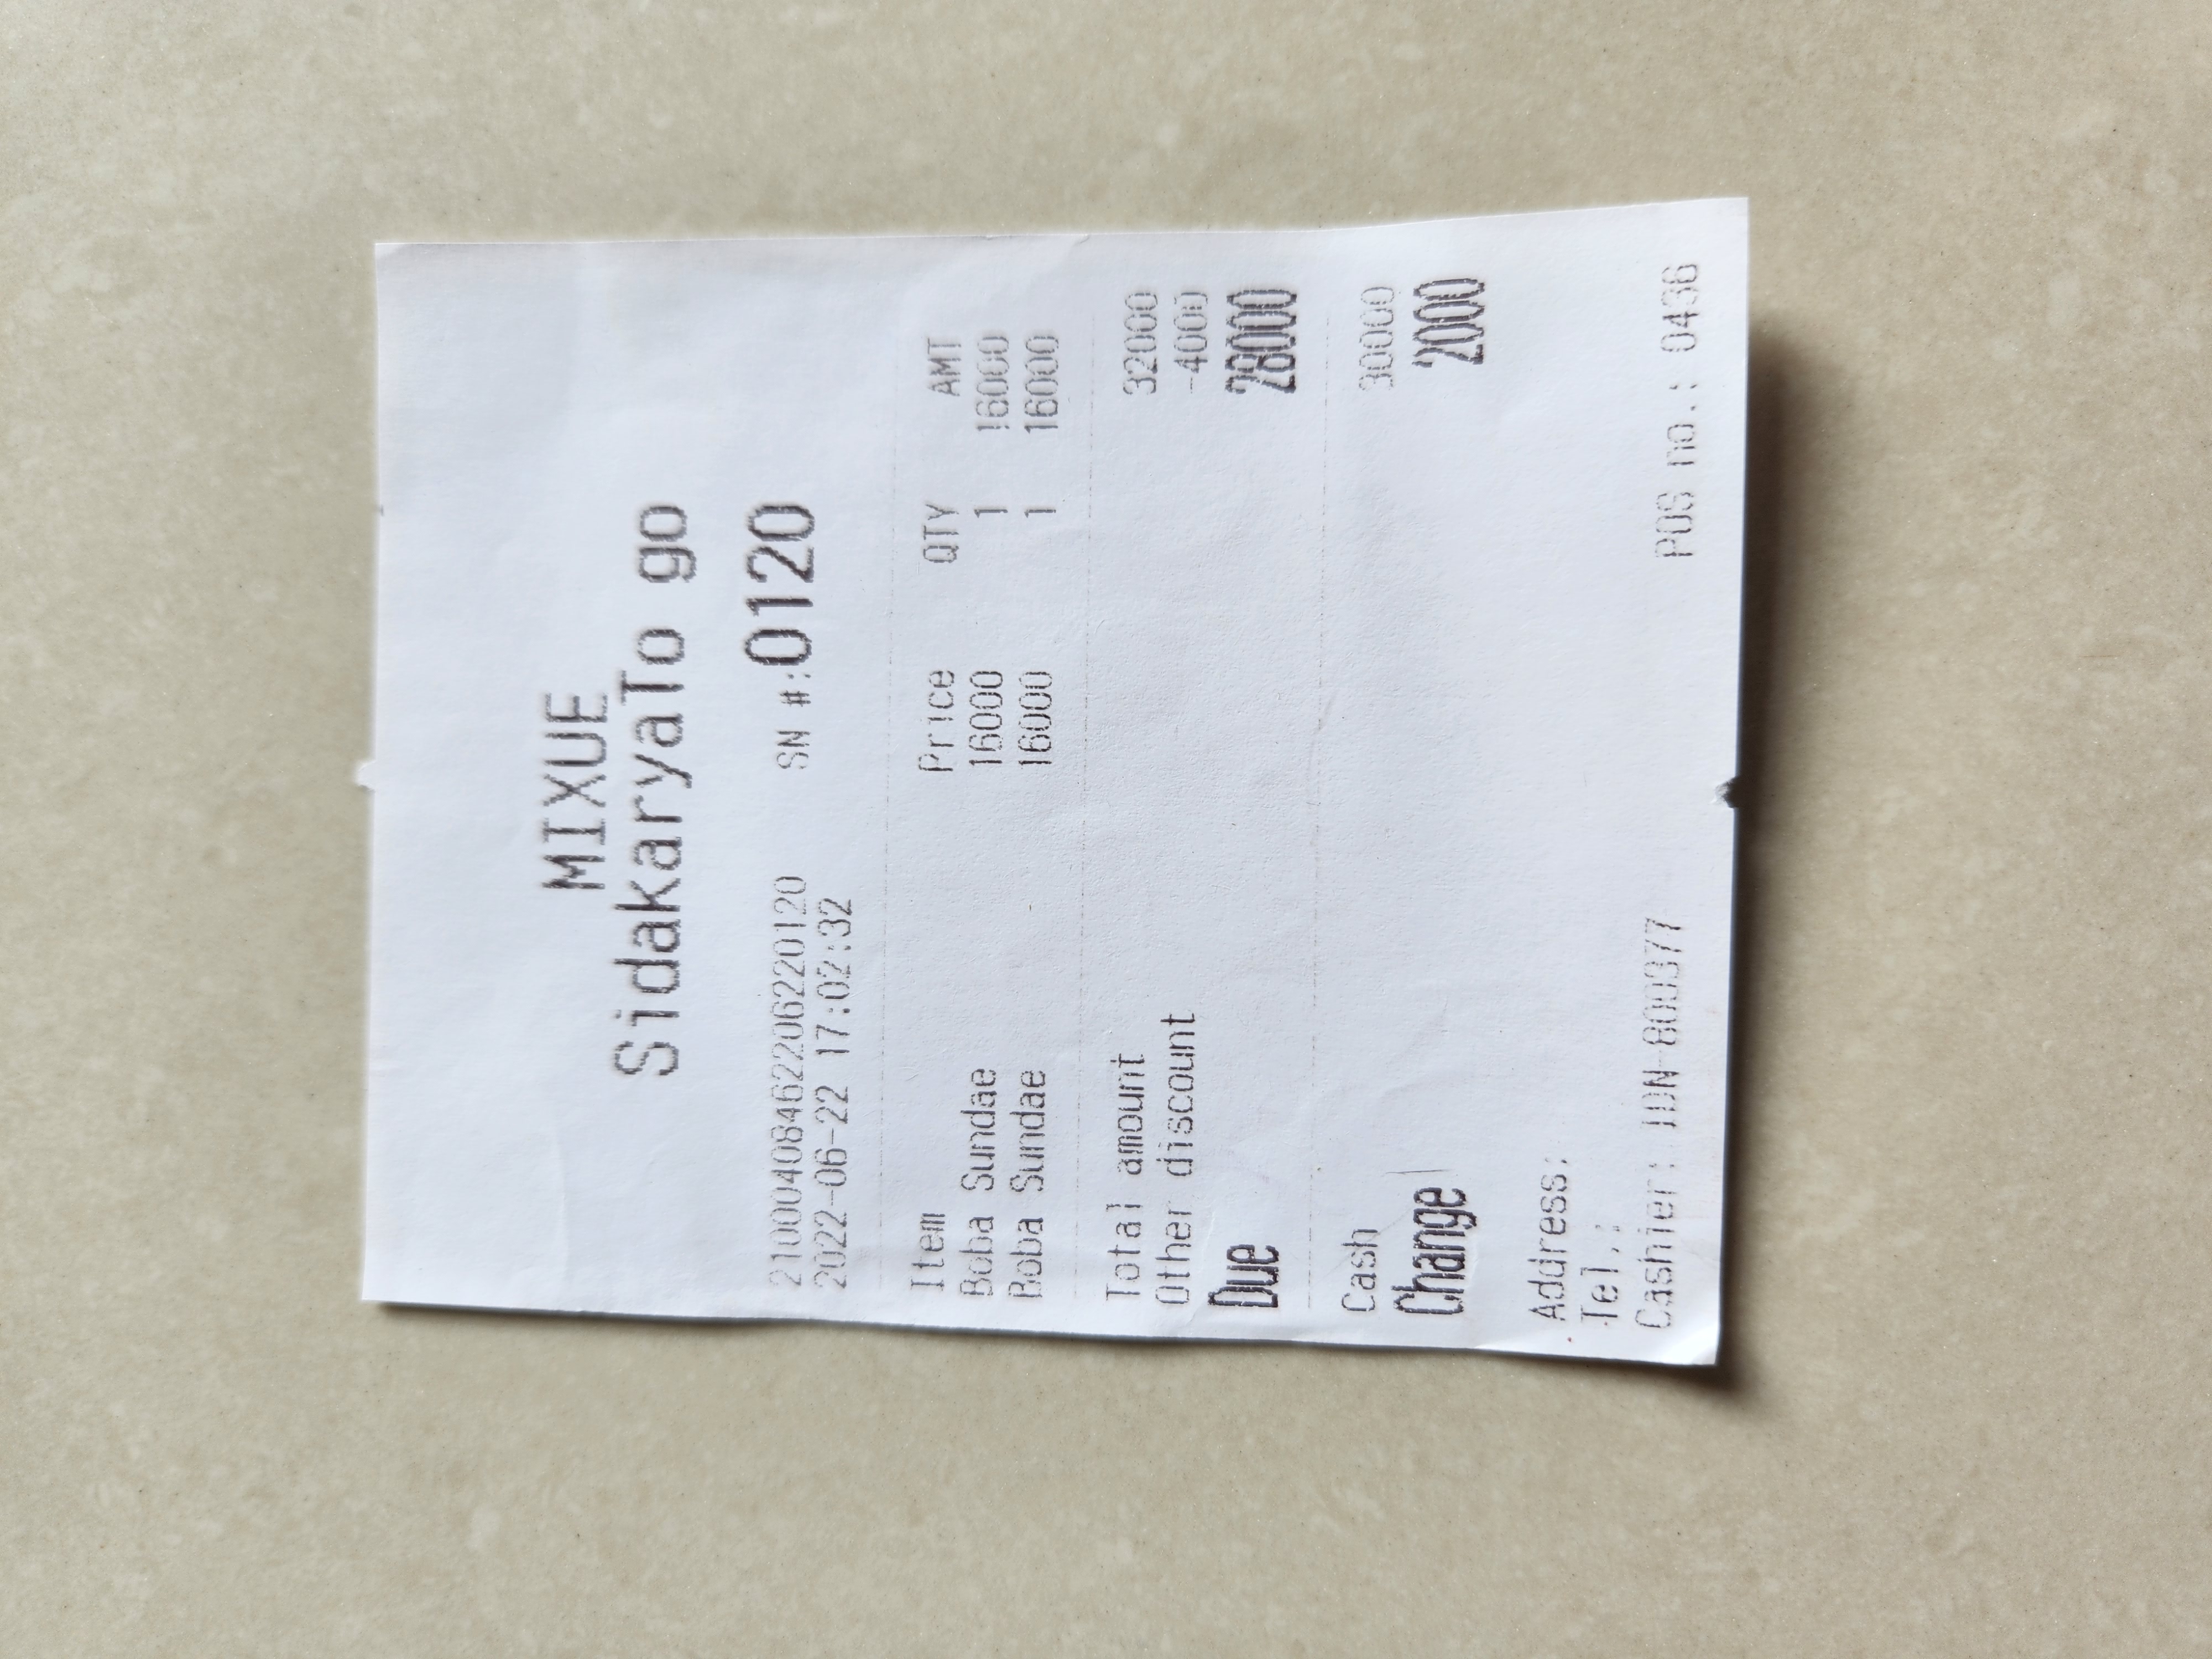 MIXUE
SidakaryaTo go
21000408462206220120 SN #:0120
2022-06-22 17:02:32
Item Price QTY AMT
Boba Sundae 16000 1 16000
Boba Sundae 16000 1 16000
Total amount 32000
Other discount -4000
Due 28000
Cash 30000
Change 2000
Address:
Tel.:
Cashier: IDN-800377 POS no.: 0436